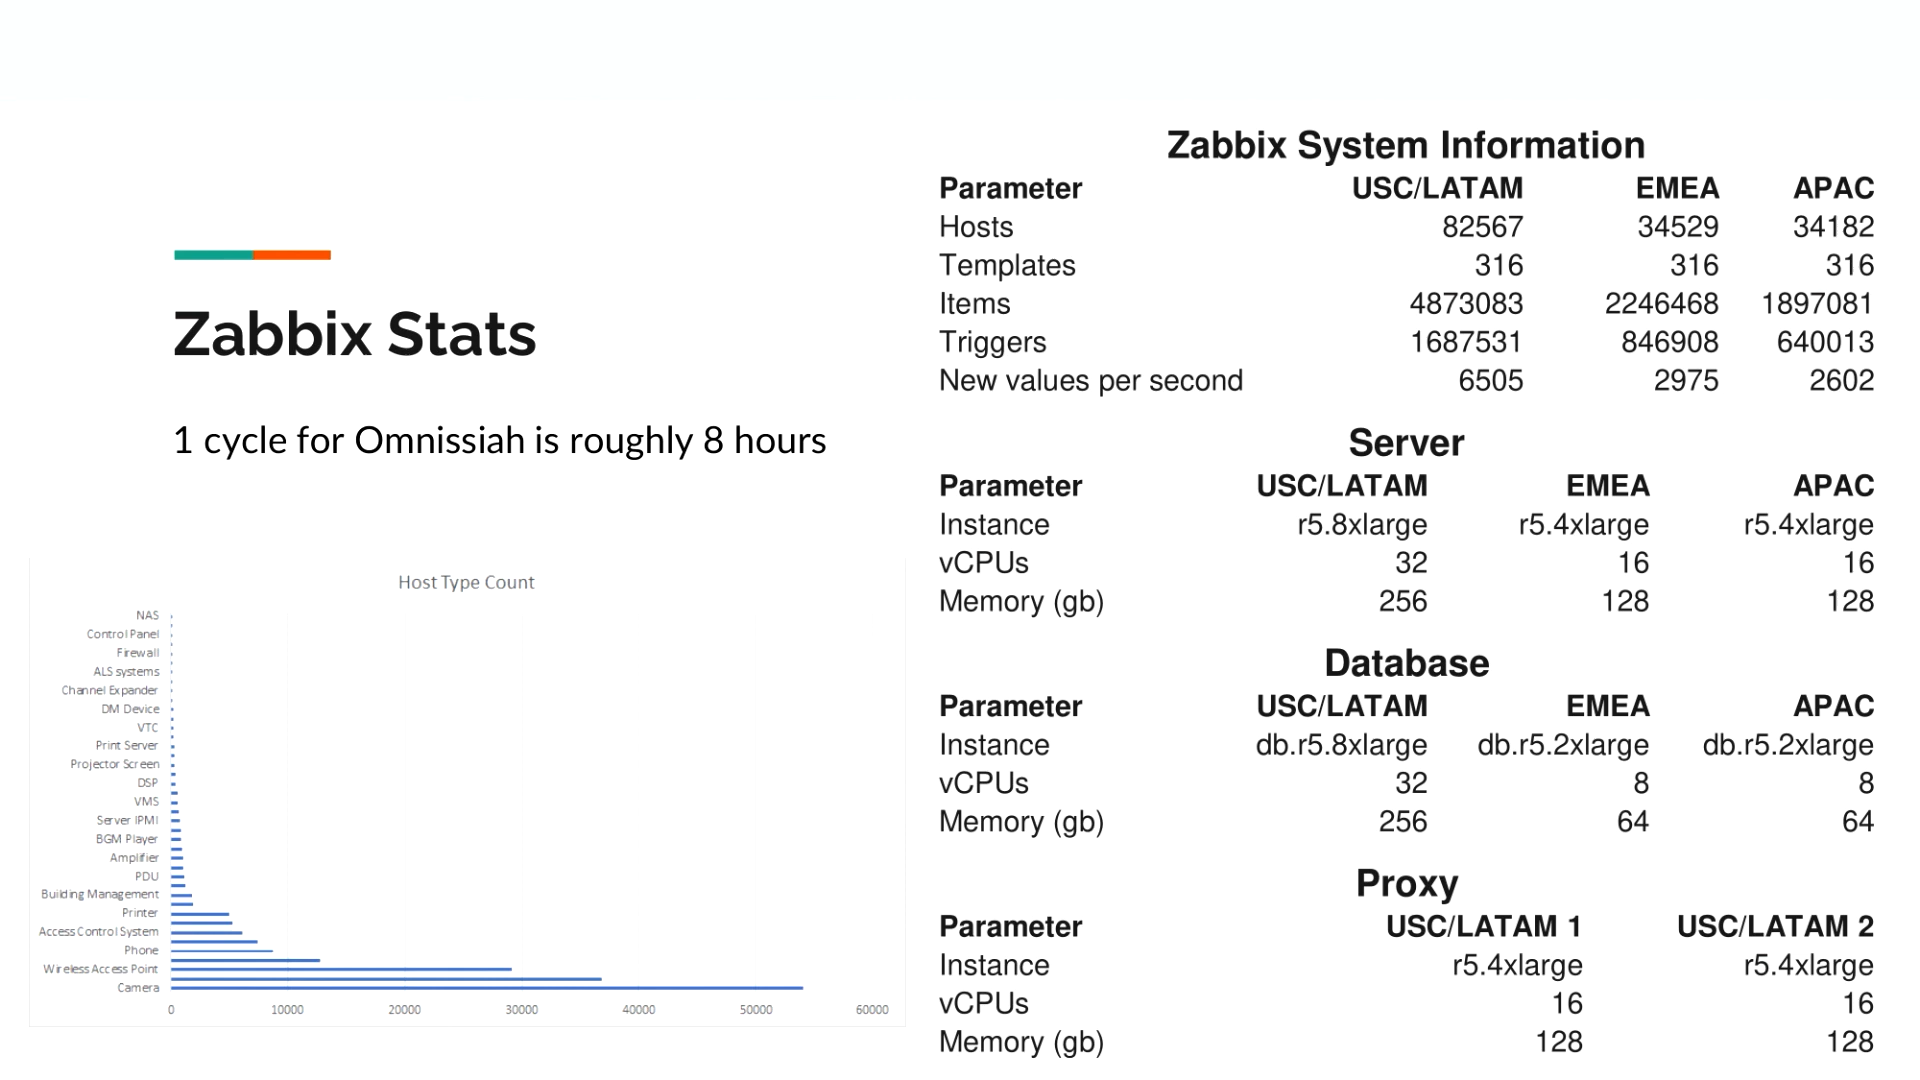 Zabbix Stats
1 cycle for Omnissiah is roughly 8 hours
Host Type Count
NAS
Control Panel
Firewall
ALS systems
Channel Expander
DM Device
VTC
Print Server
Projector Screen
DSP
VMS
Server IPMI
BGM Player
Amplifier
PDU
Building Management
Printer
Access Control System
Phone
Wireless Access Point
Camera
0 10000 20000 30000 40000 50000 60000
Zabbix System Information
Parameter USC/LATAM EMEA APAC
Hosts 82567 34529 34182
Templates 316 316 316
Items 4873083 2246468 1897081
Triggers 1687531 846908 640013
New values per second 6505 2975 2602
Server
Parameter USC/LATAM EMEA APAC
Instance r5.8xlarge r5.4xlarge r5.4xlarge
vCPUs 32 16 16
Memory (gb) 256 128 128
Database
Parameter USC/LATAM EMEA APAC
Instance db.r5.8xlarge db.r5.2xlarge db.r5.2xlarge
vCPUs 32 8 8
Memory (gb) 256 64 64
Proxy
Parameter USC/LATAM 1 USC/LATAM 2
Instance r5.4xlarge r5.4xlarge
vCPUs 16 16
Memory (gb) 128 128